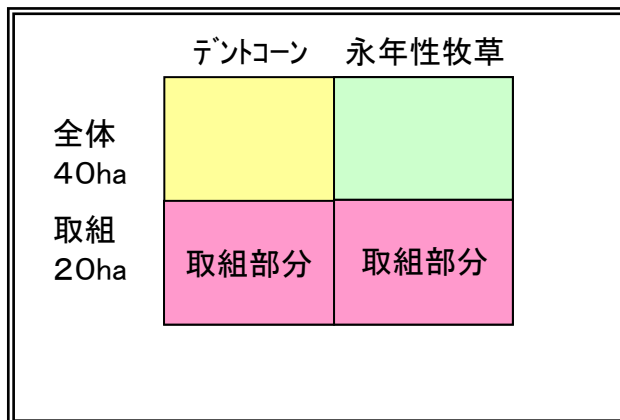 ﾃﾞﾝﾄｺｰﾝ 永年性牧草
全体
40ha
取組
20ha
取組部分 取組部分